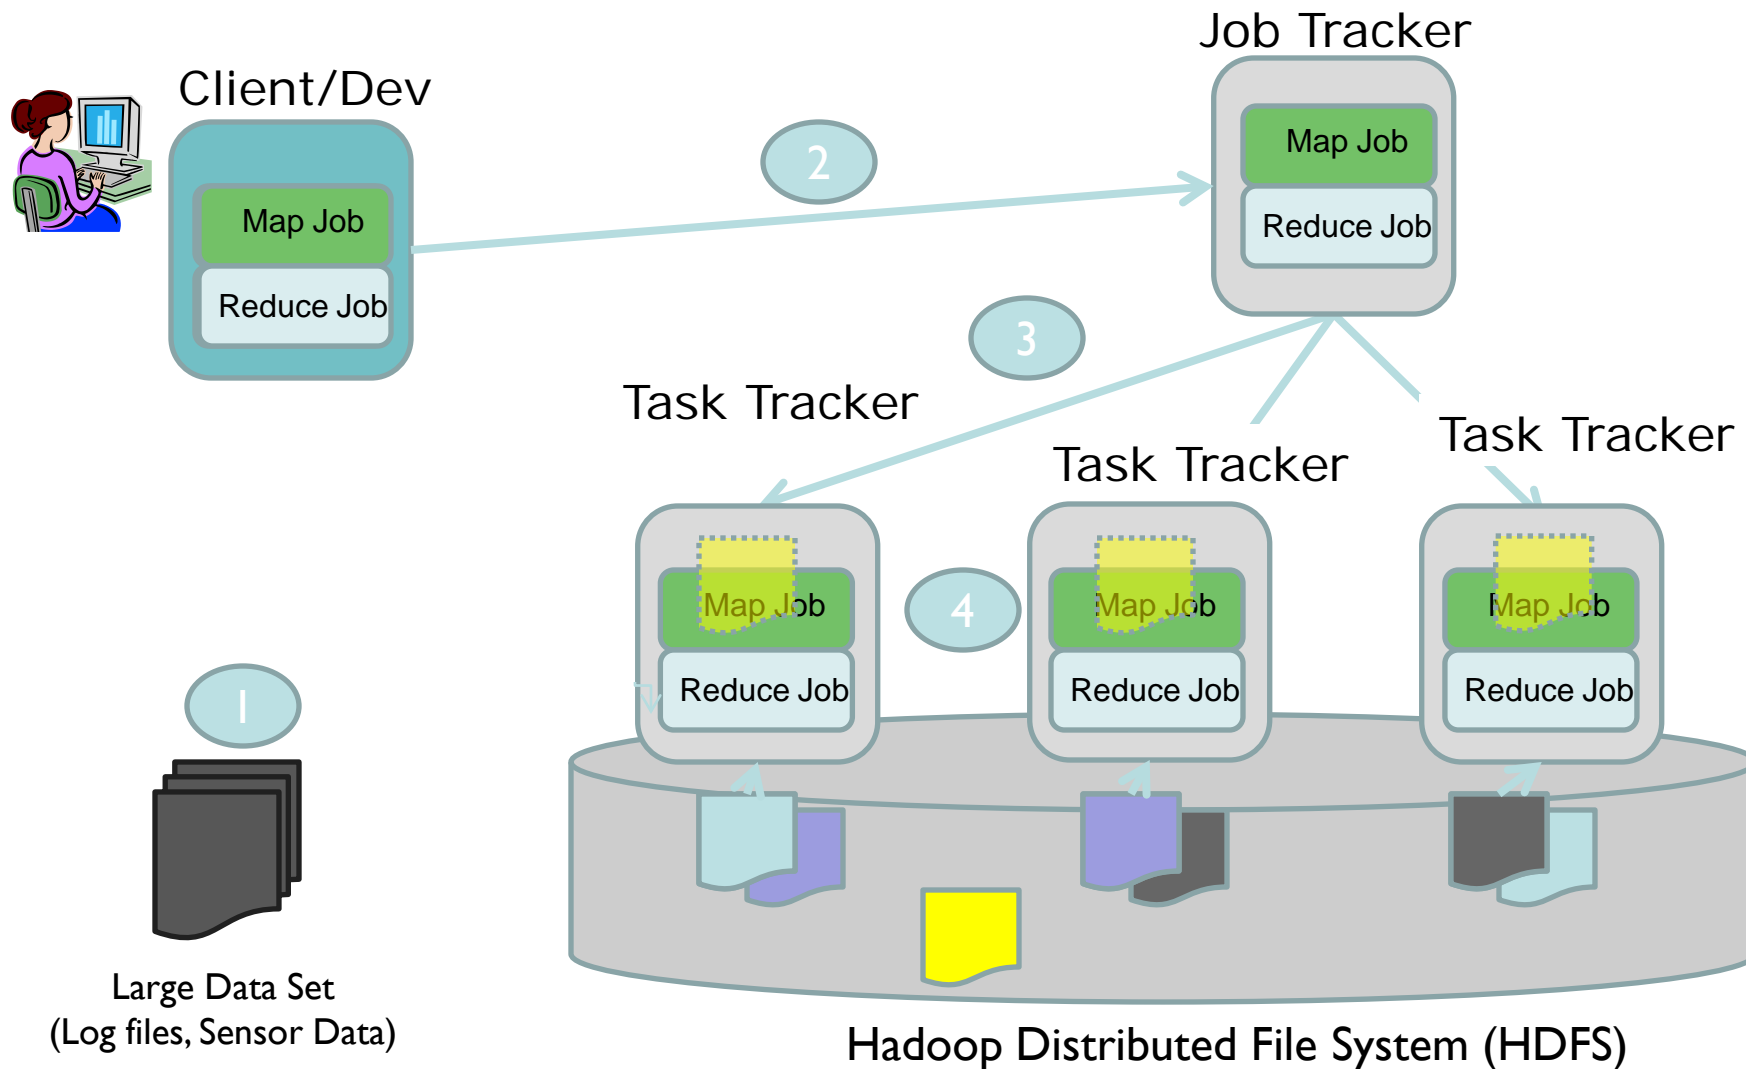 Job Tracker
Client/Dev
Map Job
Reduce Job
2
Map Job
Reduce Job
3
Task Tracker
Task Tracker
Task Tracker
Map Job
Reduce Job
4
Map Job
Reduce Job
Map Job
Reduce Job
1
Large Data Set
(Log files, Sensor Data)
Hadoop Distributed File System (HDFS)